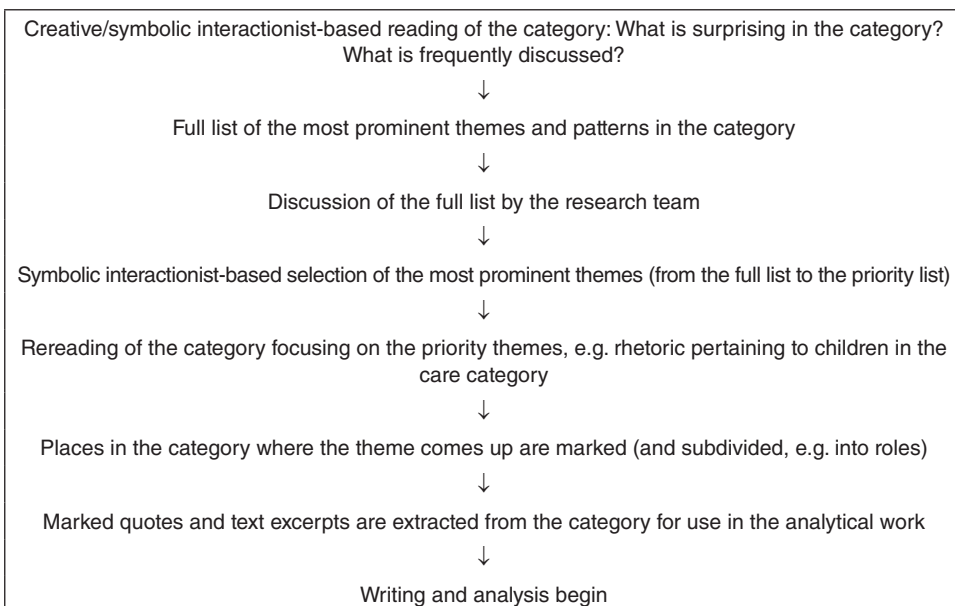 Creative/symbolic interactionist-based reading of the category: What is surprising in the category?
What is frequently discussed?
↓
Full list of the most prominent themes and patterns in the category
↓
Discussion of the full list by the research team
↓
Symbolic interactionist-based selection of the most prominent themes (from the full list to the priority list)
↓
Rereading of the category focusing on the priority themes, e.g. rhetoric pertaining to children in the
care category
↓
Places in the category where the theme comes up are marked (and subdivided, e.g. into roles)
↓
Marked quotes and text excerpts are extracted from the category for use in the analytical work
↓
Writing and analysis begin